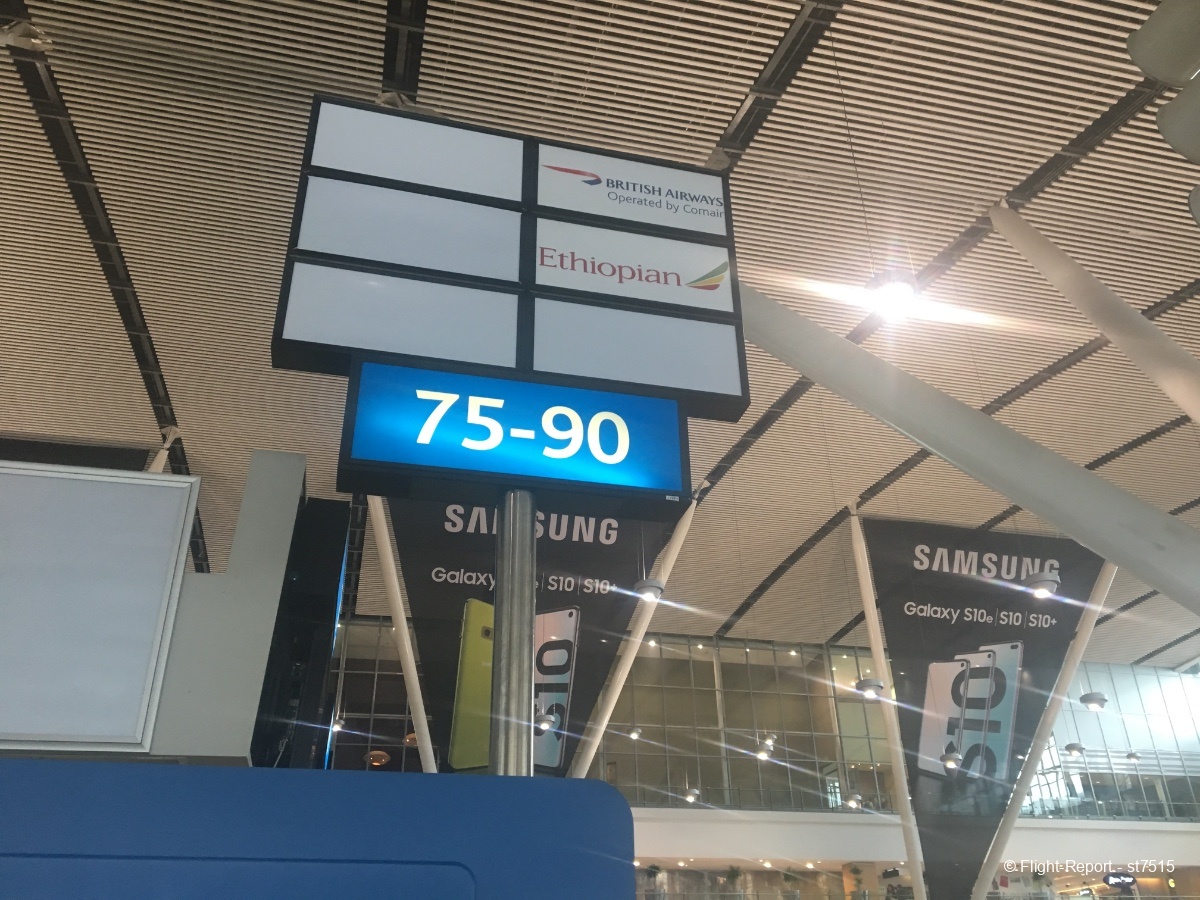 BRITISH AIRWAYS
Operated by Comair
Ethiopian
75-90
SAMSUNG
Galaxy S10+
S10 | S10+
S10
SAMSUNG
Galaxy S10e | S10 | S10+
S10
© Flight-Report - st7515